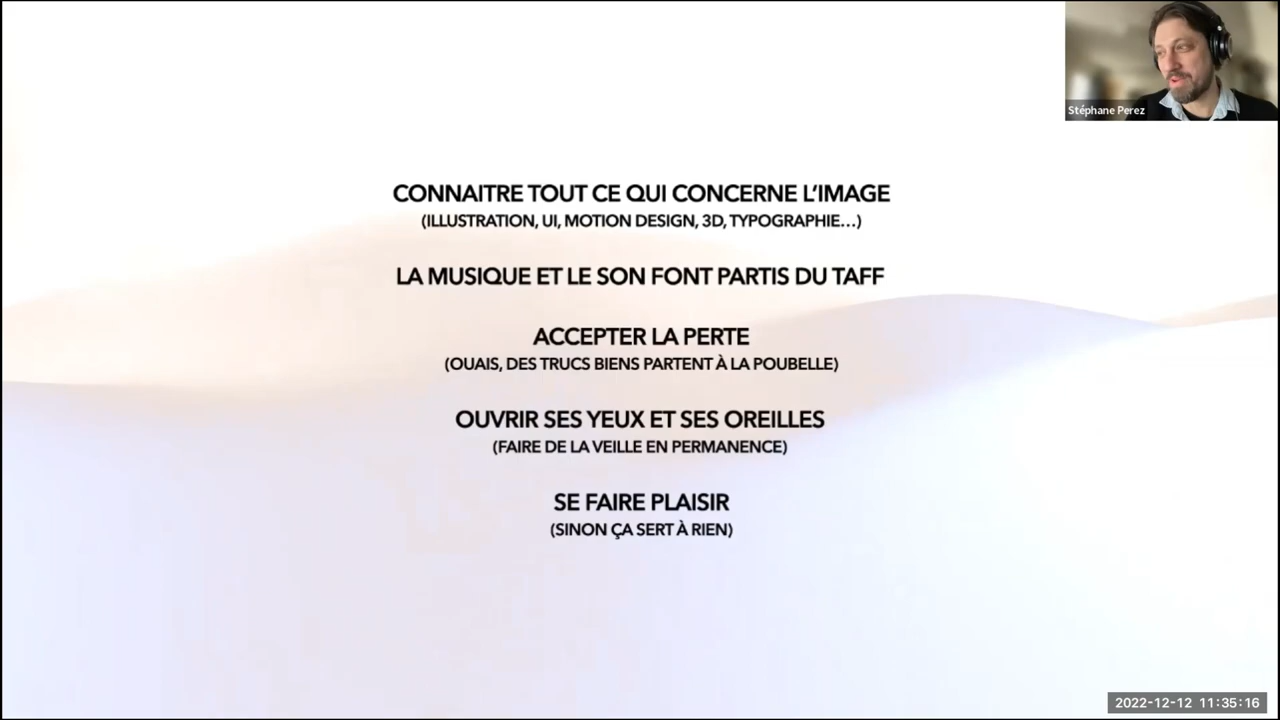 Stéphane Perez
CONNAITRE TOUT CE QUI CONCERNE L'IMAGE
(ILLUSTRATION, UI, MOTION DESIGN, 3D, TYPOGRAPHIE...)
LA MUSIQUE ET LE SON FONT PARTIS DU TAFF
ACCEPTER LA PERTE
(OUAIS, DES TRUCS BIENS PARTENT À LA POUBELLE)
OUVRIR SES YEUX ET SES OREILLES
(FAIRE DE LA VEILLE EN PERMANENCE)
SE FAIRE PLAISIR
(SINON ÇA SERT À RIEN)
2022-12-12 11:35:16